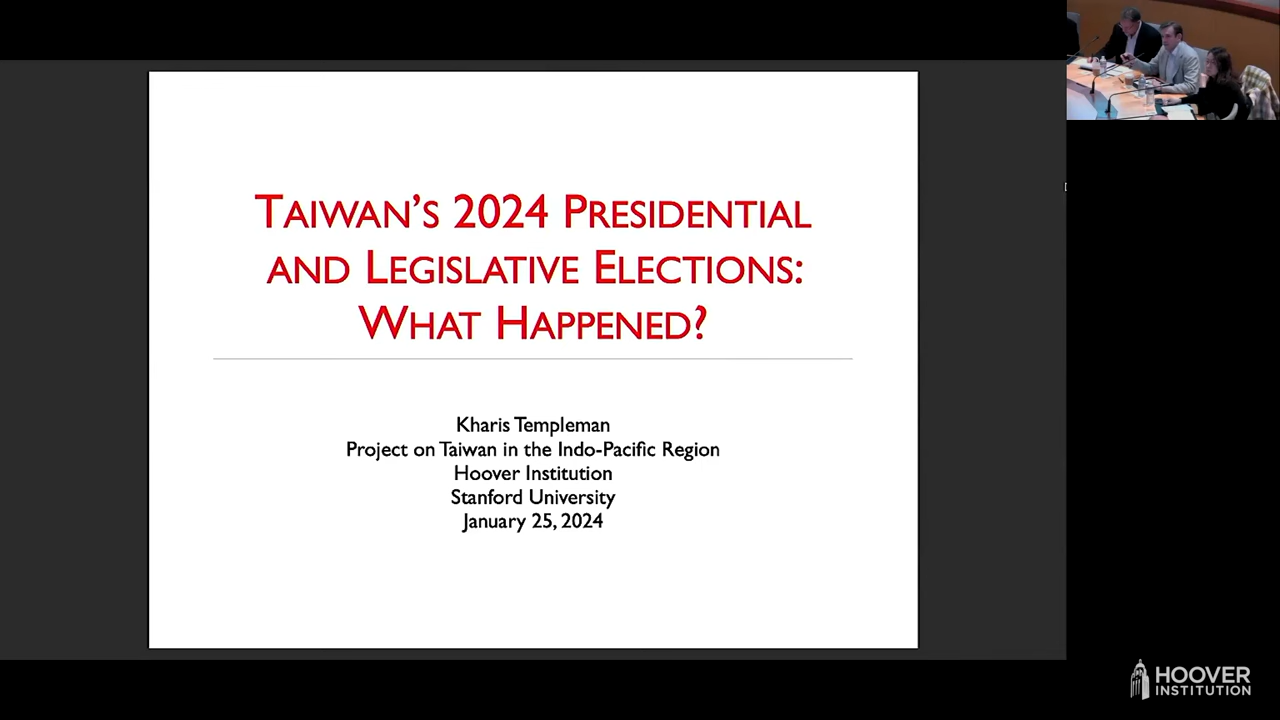 TAIWAN'S 2024 PRESIDENTIAL
AND LEGISLATIVE ELECTIONS:
WHAT HAPPENED?
Kharis Templeman
Project on Taiwan in the Indo-Pacific Region
Hoover Institution
Stanford University
January 25, 2024
HOOVER
INSTITUTION